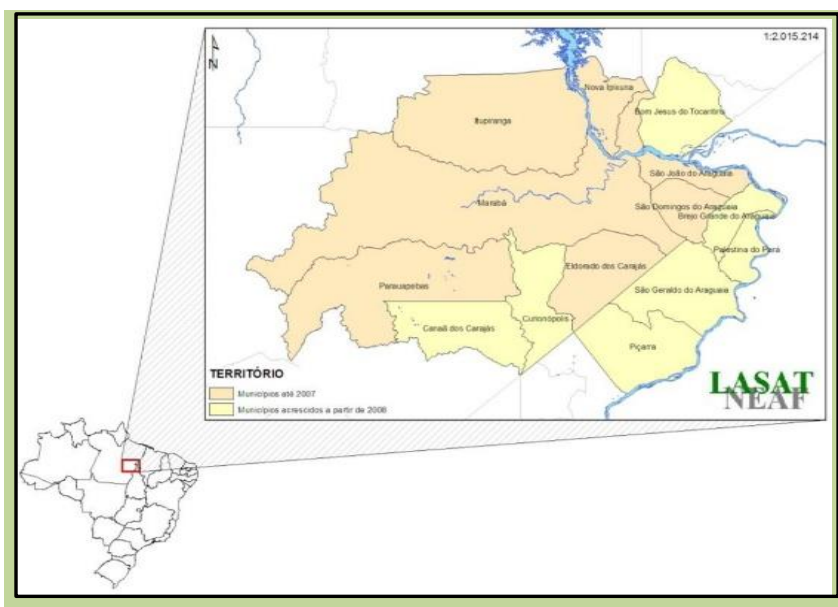 1:2.015.214
N
Nova Ipixuna
Bom Jesus do Tocantins
Itupiranga
São João do Araguaia
Marabá
São Domingos do Araguaia
Brejo Grande do Araguaia
Palestina do Pará
Eldorado dos Carajás
Parauapebas
São Geraldo do Araguaia
Curionópolis
Canaã dos Carajás
Piçarra
TERRITÓRIO
Municípios até 2007
Municípios acrescidos a partir de 2008
LASAT
NEAF